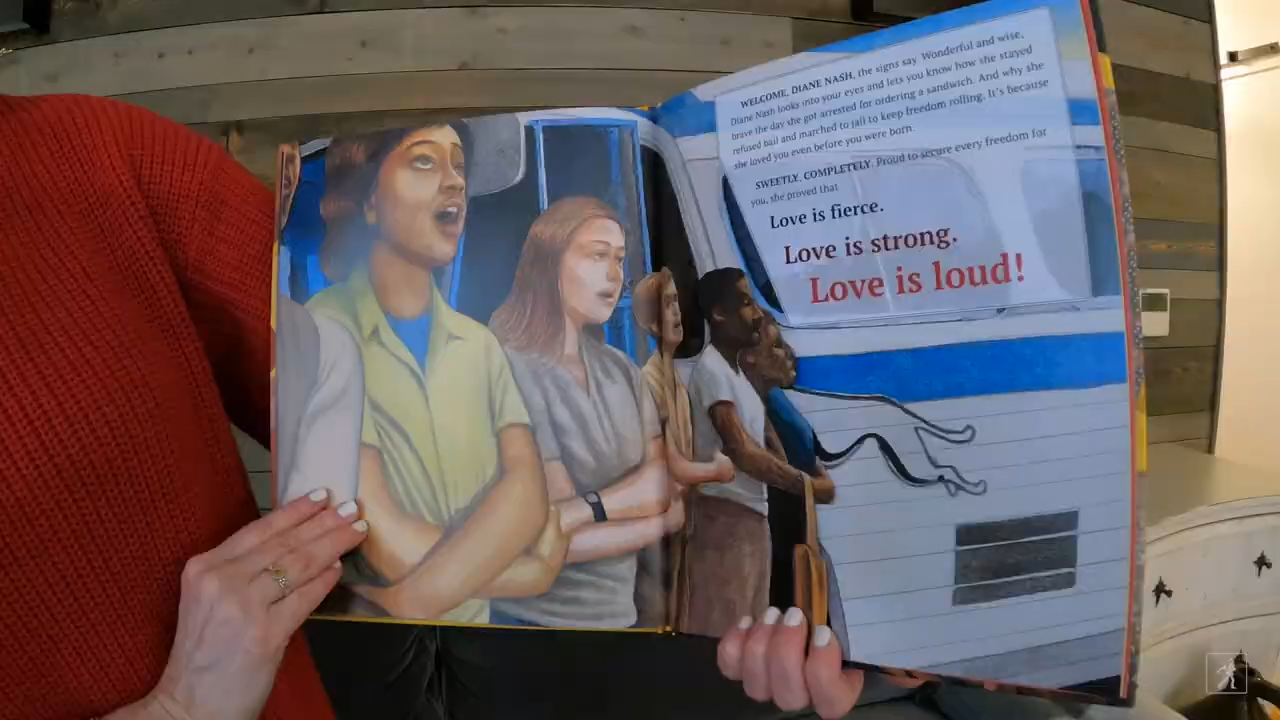 WELCOME, DIANE NASH, the signs say. Wonderful and wise,
Diane Nash looks into your eyes and lets you know how she stayed
brave the day she got arrested for ordering a sandwich. And why she
refused bail and marched to jail to keep freedom rolling. It's because
she loved you even before you were born.
SWEETLY. COMPLETELY. Proud to secure every freedom for
you, she proved that
Love is fierce.
Love is strong.
Love is loud!